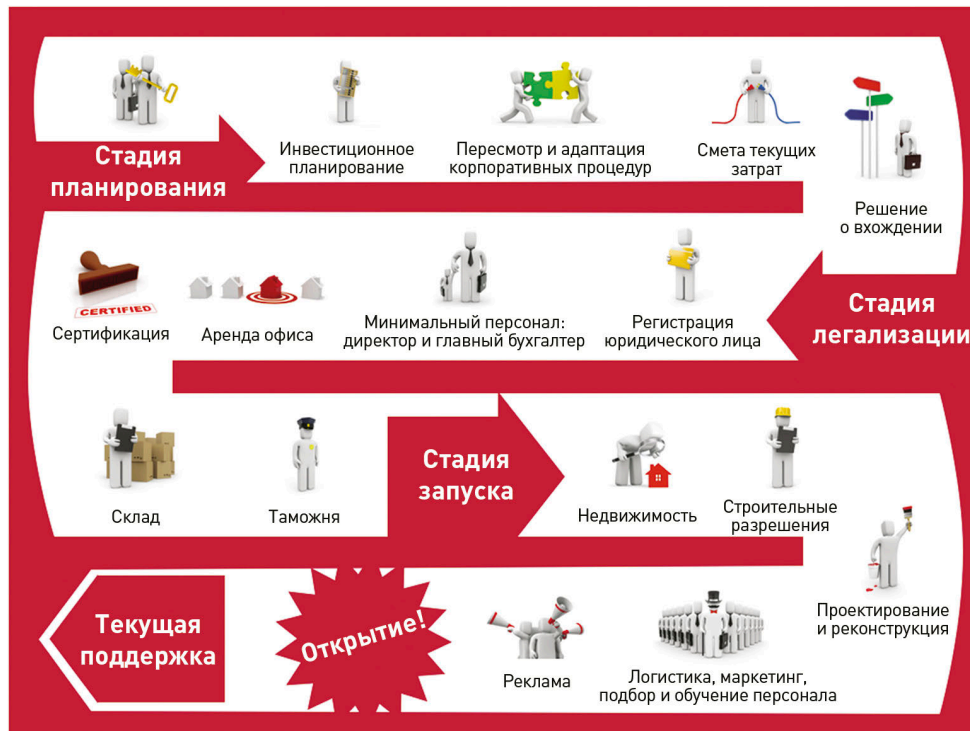 Стадия
планирования
Инвестиционное
планирование
Пересмотр и адаптация
корпоративных процедур
Смета текущих
затрат
Решение
о вхождении
Стадия
легализации
Регистрация
юридического лица
Минимальный персонал:
директор и главный бухгалтер
Аренда офиса
CERTIFIED
Сертификация
Склад
Таможня
Стадия
запуска
Недвижимость
Строительные
разрешения
Проектирование
и реконструкция
Логистика, маркетинг,
подбор и обучение персонала
Реклама
Открытие!
Текущая
поддержка